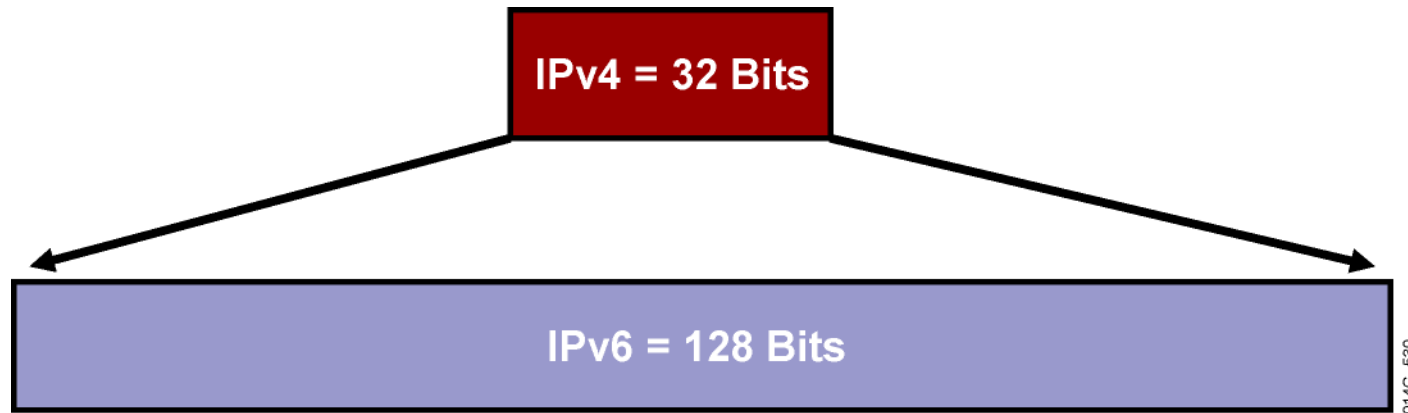 IPv4 = 32 Bits
IPv6 = 128 Bits